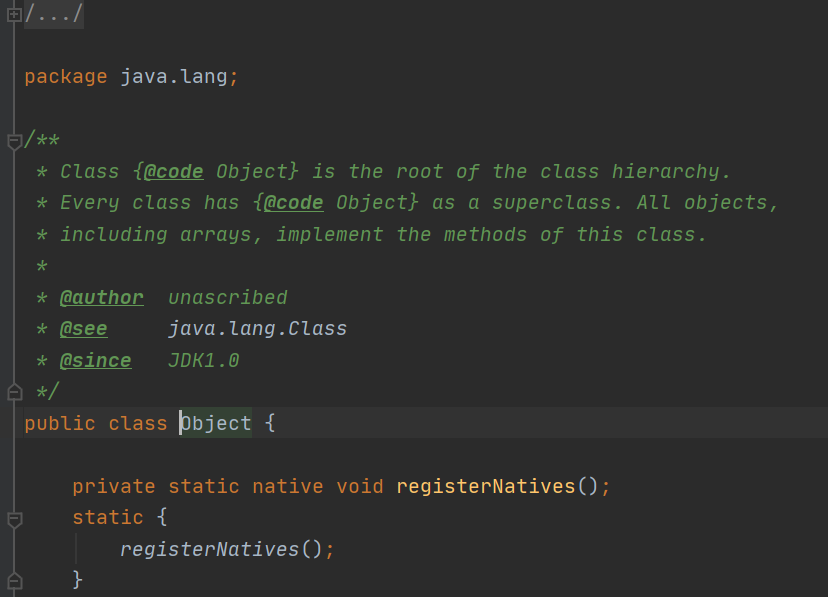 /.../
package java.lang;
/**
* Class {@code Object} is the root of the class hierarchy.
* Every class has {@code Object} as a superclass. All objects,
* including arrays, implement the methods of this class.
*
* @author  unascribed
* @see     java.lang.Class
* @since   JDK1.0
*/
public class Object {
private static native void registerNatives();
static {
registerNatives();
}